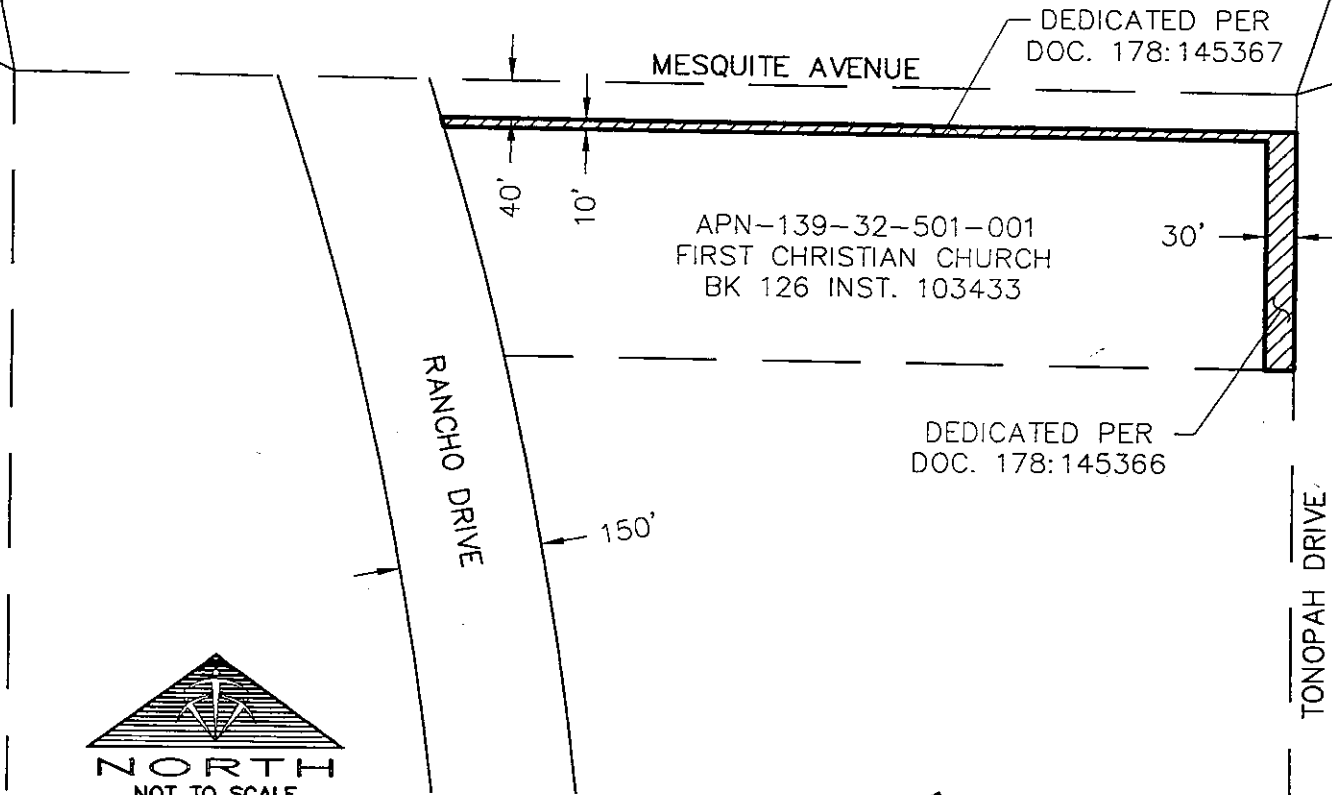 DEDICATED PER
DOC. 178:145367
MESQUITE AVENUE
40'
10'
APN-139-32-501-001
FIRST CHRISTIAN CHURCH
BK 126 INST. 103433
30'
RANCHO DRIVE
DEDICATED PER
DOC. 178:145366
150'
TONOPAH DRIVE
NORTH
NOT TO SCALE